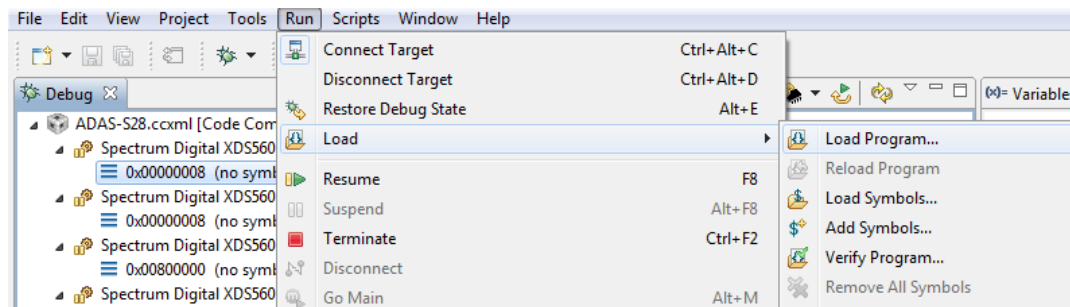 File Edit View Project Tools Run Scripts Window Help
Connect Target Ctrl+Alt+C
Disconnect Target Ctrl+Alt+D
Restore Debug State Alt+E
Load
Resume F8
Suspend Alt+F8
Terminate Ctrl+F2
Disconnect
Go Main Alt+M
Debug
ADAS-S28.ccxml [Code Com
Spectrum Digital XDS560
0x00000008 (no symb
Spectrum Digital XDS560
0x00000008 (no symb
Spectrum Digital XDS560
0x00800000 (no symb
Spectrum Digital XDS560
(x)= Variable
Load Program...
Reload Program
Load Symbols...
Add Symbols...
Verify Program...
Remove All Symbols